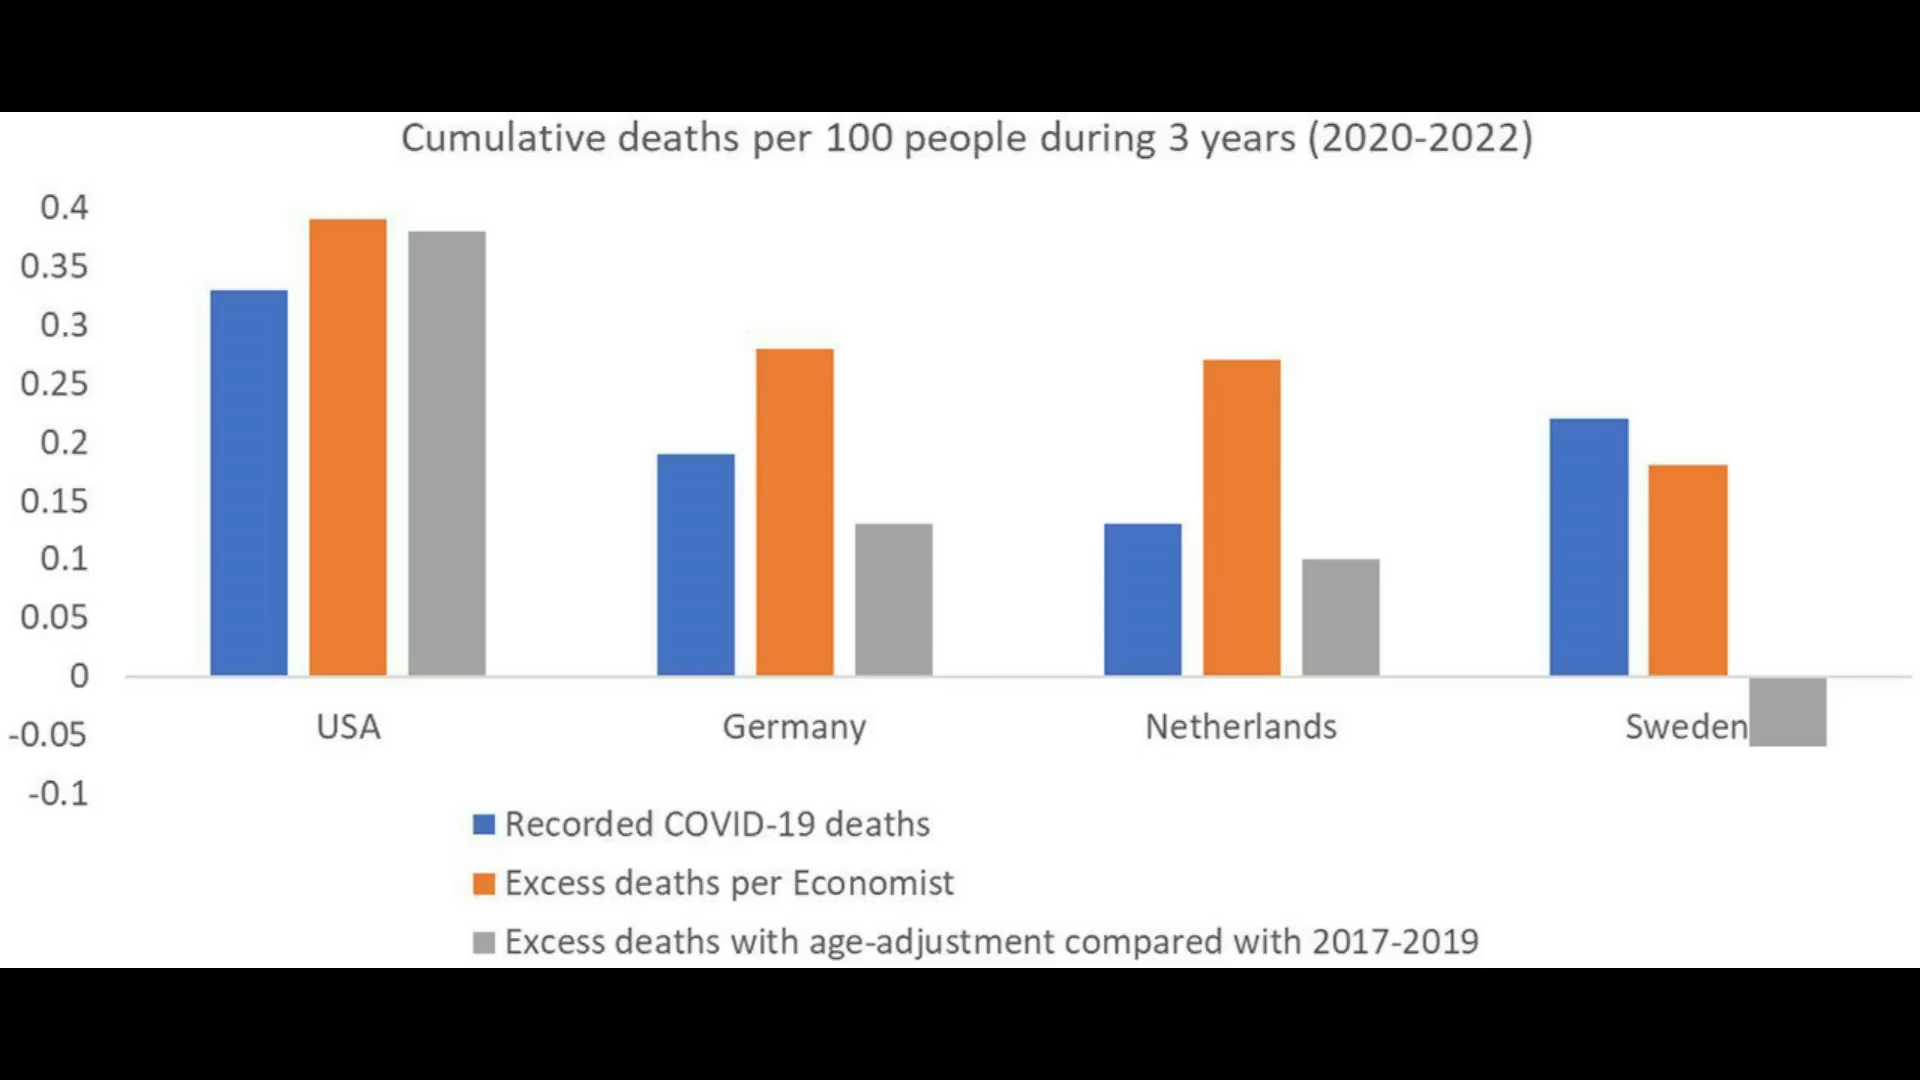 Cumulative deaths per 100 people during 3 years (2020-2022)
0.4
0.35
0.3
0.25
0.2
0.15
0.1
0.05
0
-0.05
-0.1
USA Germany Netherlands Sweden
Recorded COVID-19 deaths
Excess deaths per Economist
Excess deaths with age-adjustment compared with 2017-2019